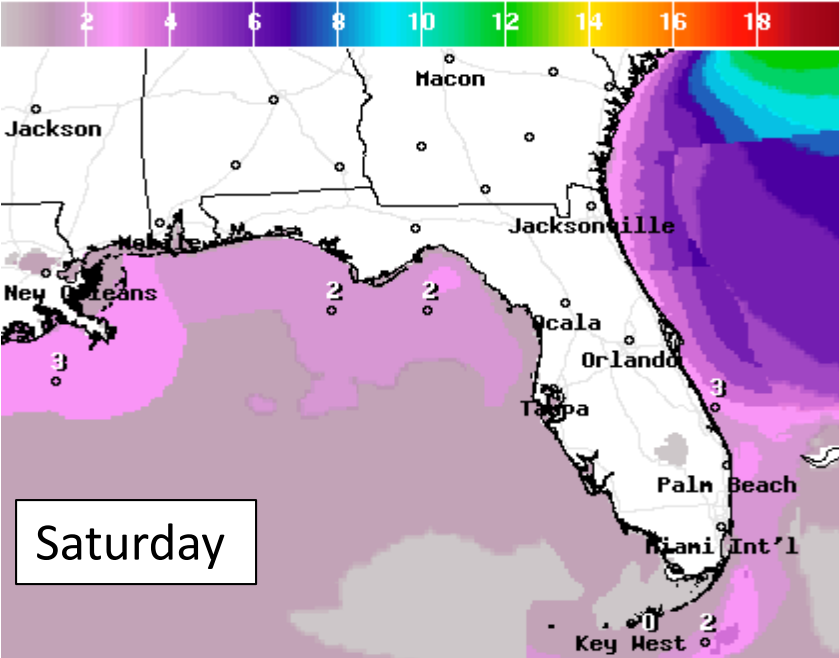 2 4 6 8 10 12 14 16 18
Macon
Jackson
Jacksonville
Mobile
New Orleans
2 2
Ocala
Orlando
3
3
Tampa
Palm Beach
Saturday
Miami Int'l
0 2
Key West